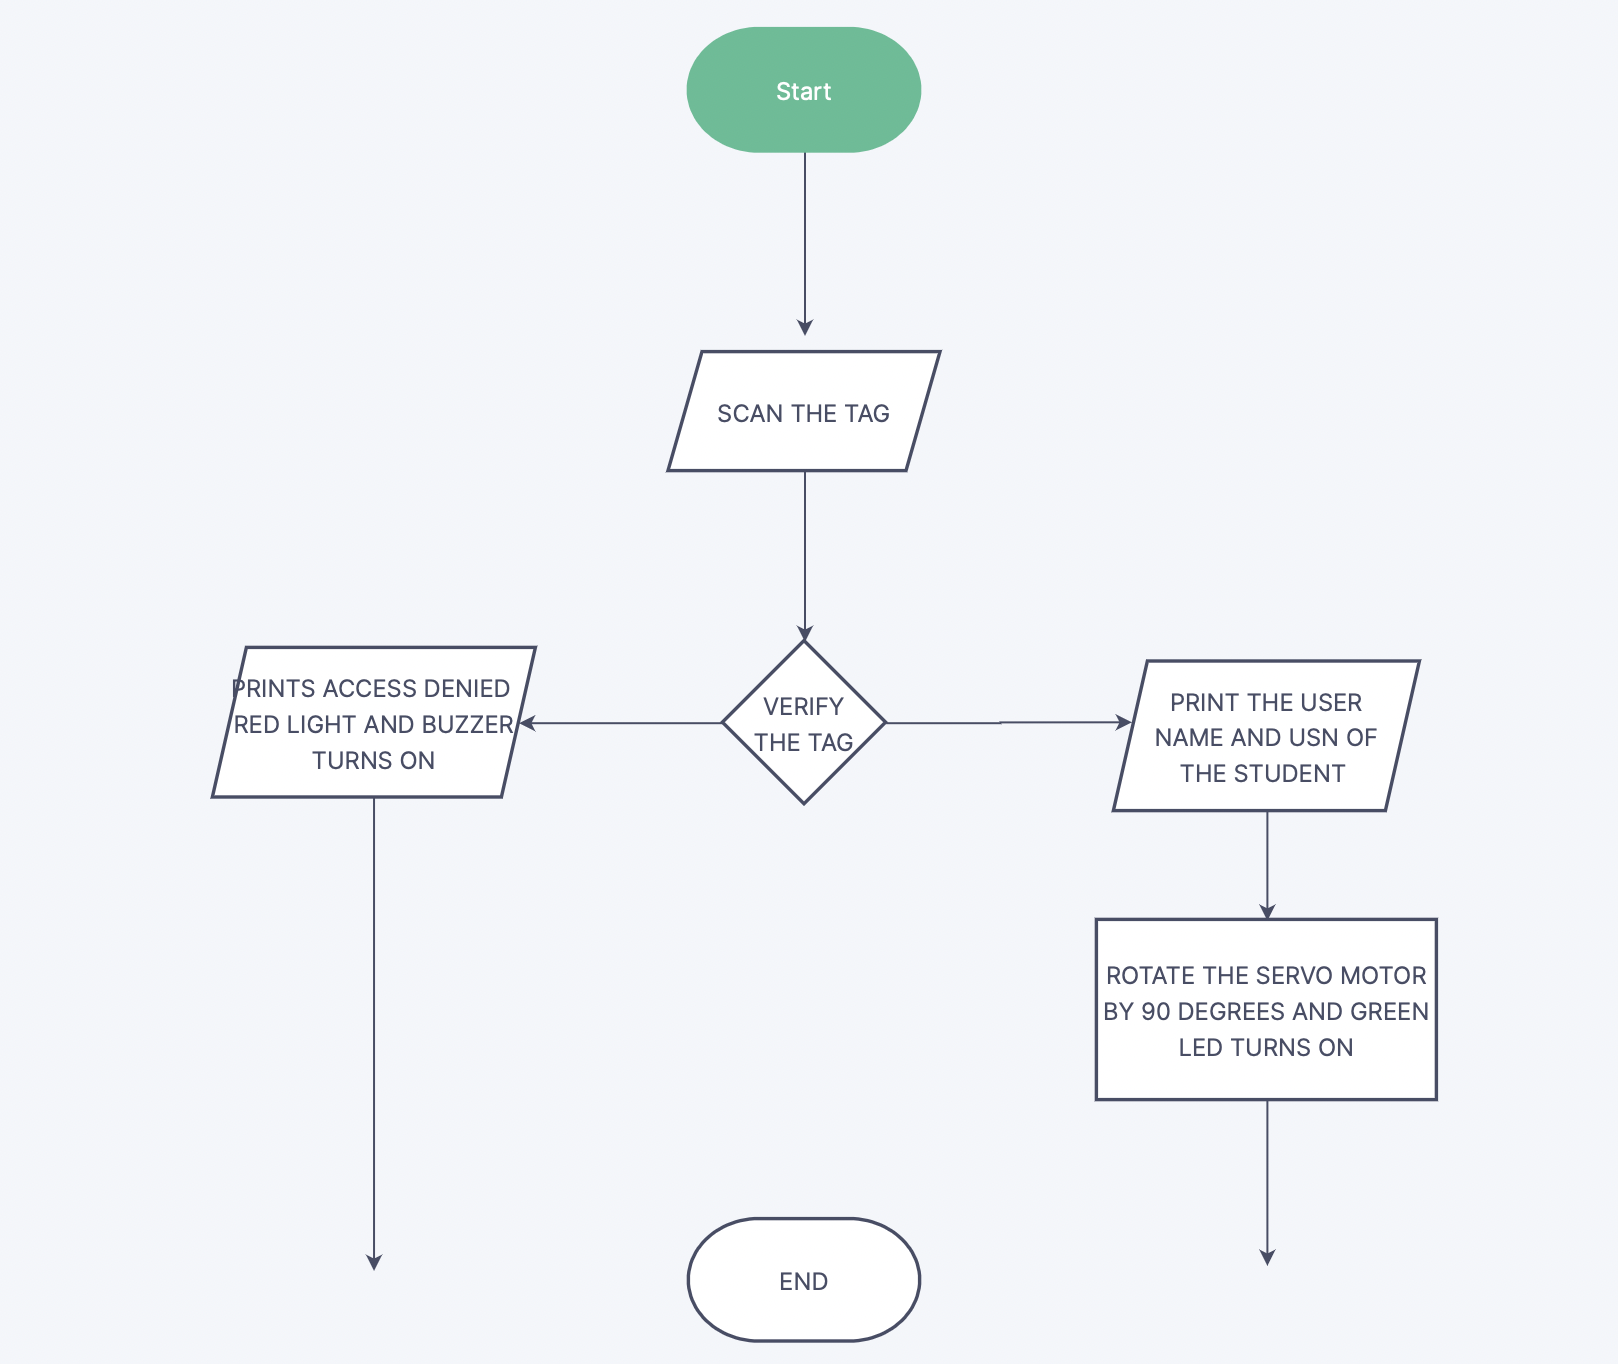 Start
SCAN THE TAG
PRINTS ACCESS DENIED
RED LIGHT AND BUZZER
TURNS ON
VERIFY
THE TAG
PRINT THE USER
NAME AND USN OF
THE STUDENT
ROTATE THE SERVO MOTOR
BY 90 DEGREES AND GREEN
LED TURNS ON
END